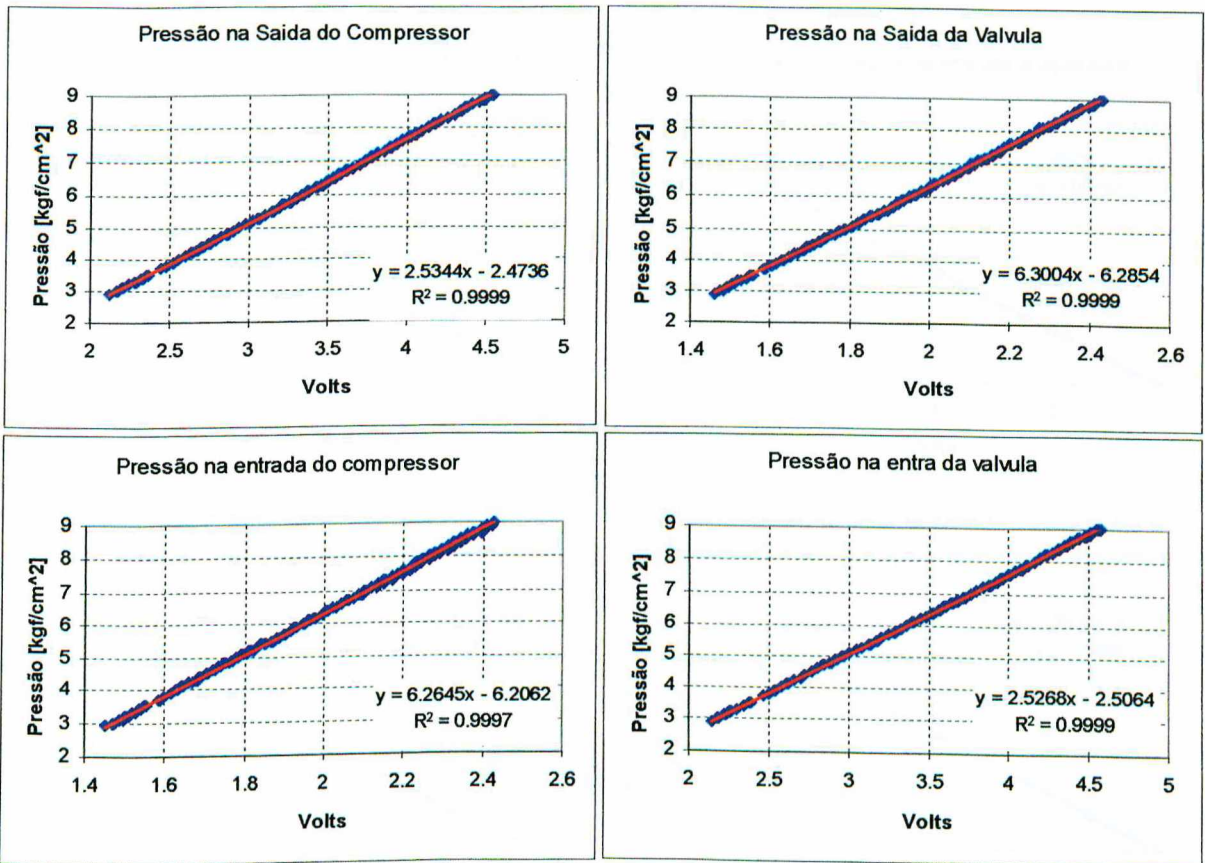 Pressão na Saida do Compressor
Pressão [kgf/cm^2]
9
8
7
6
5
4
3
2
y = 2.5344x - 2.4736
R² = 0.9999
2 2.5 3 3.5 4 4.5 5
Volts
Pressão na Saida da Valvula
Pressão [kgf/cm^2]
9
8
7
6
5
4
3
2
y = 6.3004x - 6.2854
R² = 0.9999
1.4 1.6 1.8 2 2.2 2.4 2.6
Volts
Pressão na entrada do compressor
Pressão [kgf/cm^2]
9
8
7
6
5
4
3
2
y = 6.2645x - 6.2062
R² = 0.9997
1.4 1.6 1.8 2 2.2 2.4 2.6
Volts
Pressão na entra da valvula
Pressão [kgf/cm^2]
9
8
7
6
5
4
3
2
y = 2.5268x - 2.5064
R² = 0.9999
2 2.5 3 3.5 4 4.5 5
Volts